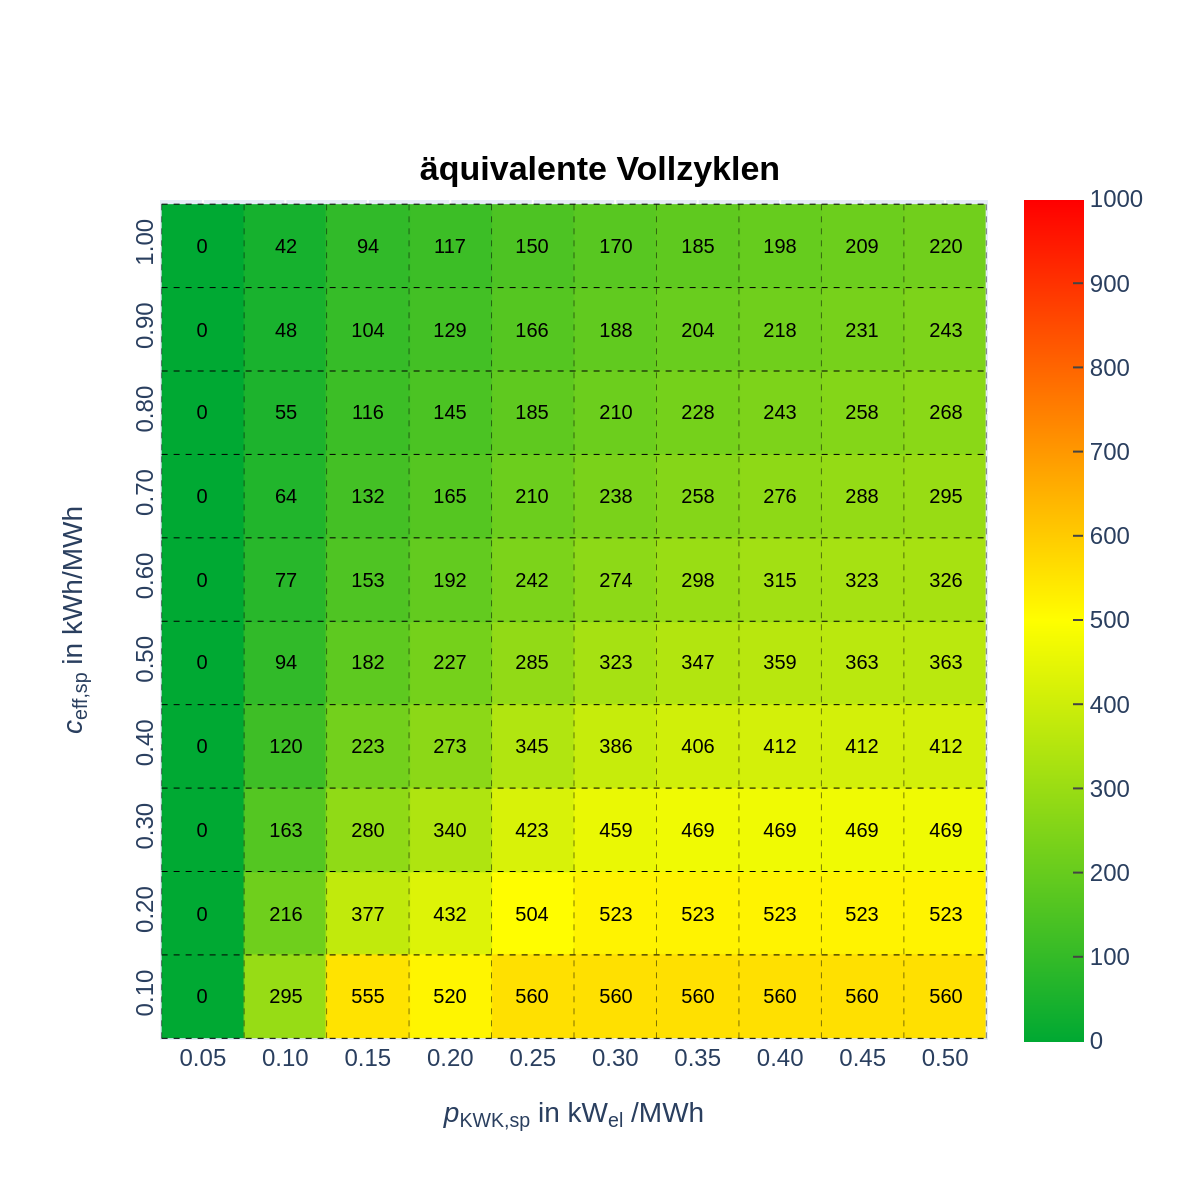 äquivalente Vollzyklen
1.00 0 42 94 117 150 170 185 198 209 220
0.90 0 48 104 129 166 188 204 218 231 243
0.80 0 55 116 145 185 210 228 243 258 268
0.70 0 64 132 165 210 238 258 276 288 295
0.60 0 77 153 192 242 274 298 315 323 326
0.50 0 94 182 227 285 323 347 359 363 363
0.40 0 120 223 273 345 386 406 412 412 412
0.30 0 163 280 340 423 459 469 469 469 469
0.20 0 216 377 432 504 523 523 523 523 523
0.10 0 295 555 520 560 560 560 560 560 560
0.05 0.10 0.15 0.20 0.25 0.30 0.35 0.40 0.45 0.50
pKWK,sp in kWel /MWh
ceff,sp in kWh/MWh
1000
900
800
700
600
500
400
300
200
100
0